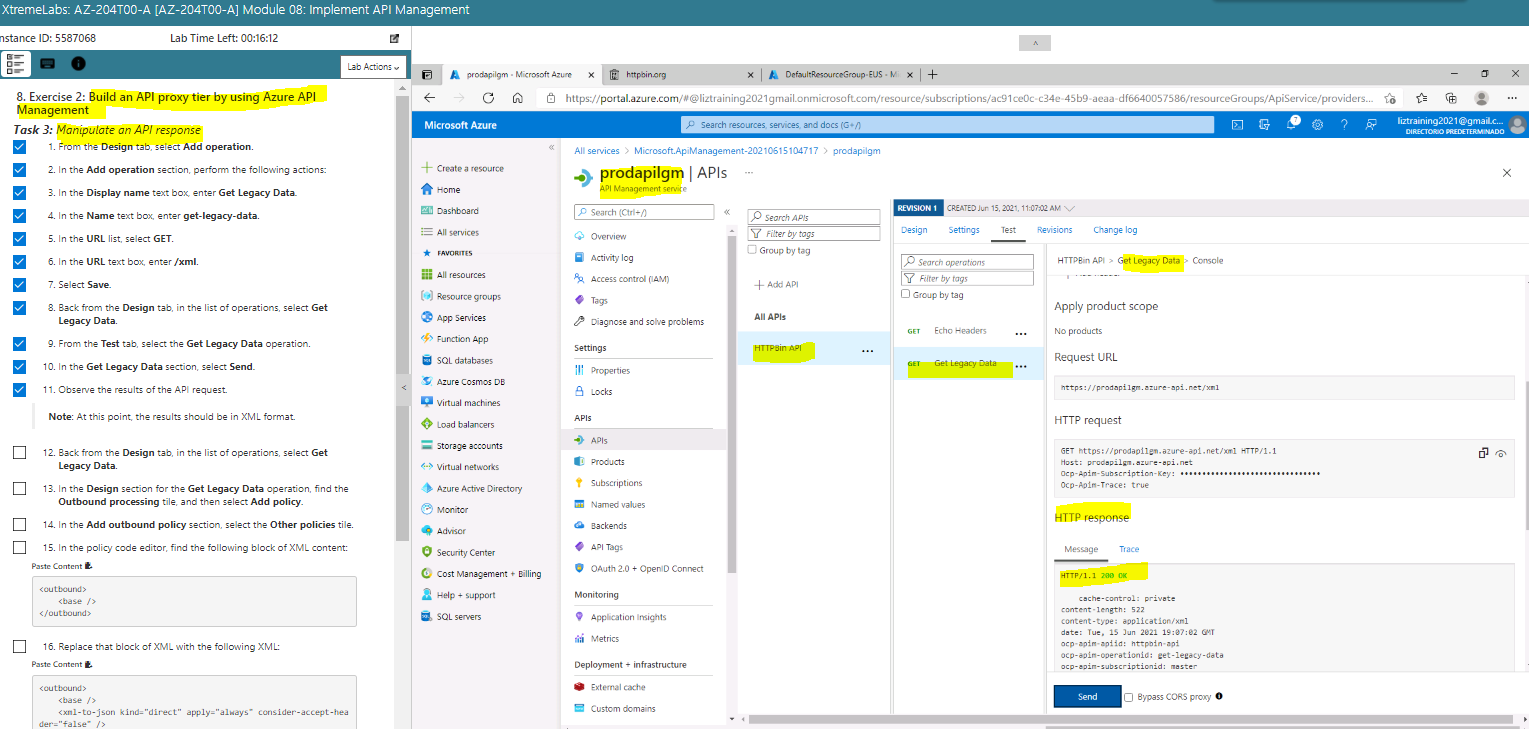 XtremeLabs: AZ-204T00-A [AZ-204T00-A] Module 08: Implement API Management
nstance ID: 5587068
Lab Time Left: 00:16:12
Lab Actions
8. Exercise 2: Build an API proxy tier by using Azure API
Management
Task 3: Manipulate an API response
1. From the Design tab, select Add operation.
2. In the Add operation section, perform the following actions:
3. In the Display name text box, enter Get Legacy Data.
4. In the Name text box, enter get-legacy-data.
5. In the URL list, select GET.
6. In the URL text box, enter /xml.
7. Select Save.
8. Back from the Design tab, in the list of operations, select Get
Legacy Data.
9. From the Test tab, select the Get Legacy Data operation.
10. In the Get Legacy Data section, select Send.
11. Observe the results of the API request.
Note: At this point, the results should be in XML format.
12. Back from the Design tab, in the list of operations, select Get
Legacy Data.
13. In the Design section for the Get Legacy Data operation, find the
Outbound processing tile, and then select Add policy.
14. In the Add outbound policy section, select the Other policies tile.
15. In the policy code editor, find the following block of XML content:
Paste Content
<outbound>
<base />
</outbound>
16. Replace that block of XML with the following XML:
Paste Content
<outbound>
<base />
<xml-to-json kind="direct" apply="always" consider-accept-hea
der="false" />
prodapilgm - Microsoft Azure
httpbin.org
DefaultResourceGroup-EUS - Mi
https://portal.azure.com/#@liztraining2021gmail.onmicrosoft.com/resource/subscriptions/ac91ce0c-c34e-45b9-aeaa-df6640057586/resourceGroups/ApiService/providers...
Microsoft Azure
Search resources, services, and docs (G+/)
7
liztraining2021@gmail.c...
DIRECTORIO PREDETERMINADO
Create a resource
Home
Dashboard
All services
FAVORITES
All resources
Resource groups
App Services
Function App
SQL databases
Azure Cosmos DB
Virtual machines
Load balancers
Storage accounts
Virtual networks
Azure Active Directory
Monitor
Advisor
Security Center
Cost Management + Billing
Help + support
SQL servers
All services > Microsoft.ApiManagement-20210615104717 > prodapilgm
prodapilgm | APIs
API Management service
Search (Ctrl+/)
Overview
Activity log
Access control (IAM)
Tags
Diagnose and solve problems
Settings
Properties
Locks
APIs
APIs
Products
Subscriptions
Named values
Backends
API Tags
OAuth 2.0 + OpenID Connect
Monitoring
Application Insights
Metrics
Deployment + infrastructure
External cache
Custom domains
Search APIs
Filter by tags
Group by tag
Add API
All APIs
HTTPBin API
REVISION 1
CREATED Jun 15, 2021, 11:07:02 AM
Design
Settings
Test
Revisions
Change log
Search operations
Filter by tags
Group by tag
GET Echo Headers
GET Get Legacy Data
HTTPBin API > Get Legacy Data > Console
Add header
Apply product scope
No products
Request URL
https://prodapilgm.azure-api.net/xml
HTTP request
GET https://prodapilgm.azure-api.net/xml HTTP/1.1
Host: prodapilgm.azure-api.net
Ocp-Apim-Subscription-Key: ••••••••••••••••••••••••••••••••
Ocp-Apim-Trace: true
HTTP response
Message
Trace
HTTP/1.1 200 OK
cache-control: private
content-length: 522
content-type: application/xml
date: Tue, 15 Jun 2021 19:07:02 GMT
ocp-apim-apiid: httpbin-api
ocp-apim-operationid: get-legacy-data
ocp-apim-subscriptionid: master
Send
Bypass CORS proxy